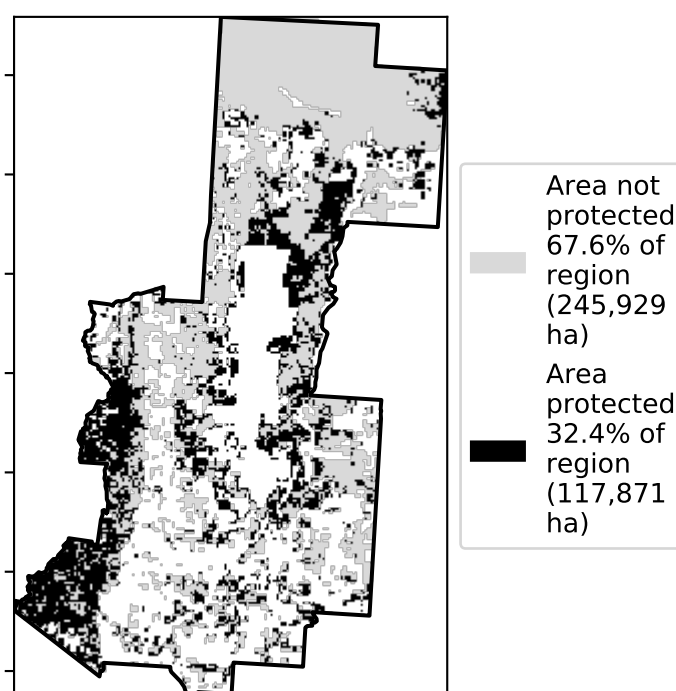 Area not
protected
67.6% of
region
(245,929
ha)
Area
protected
32.4% of
region
(117,871
ha)